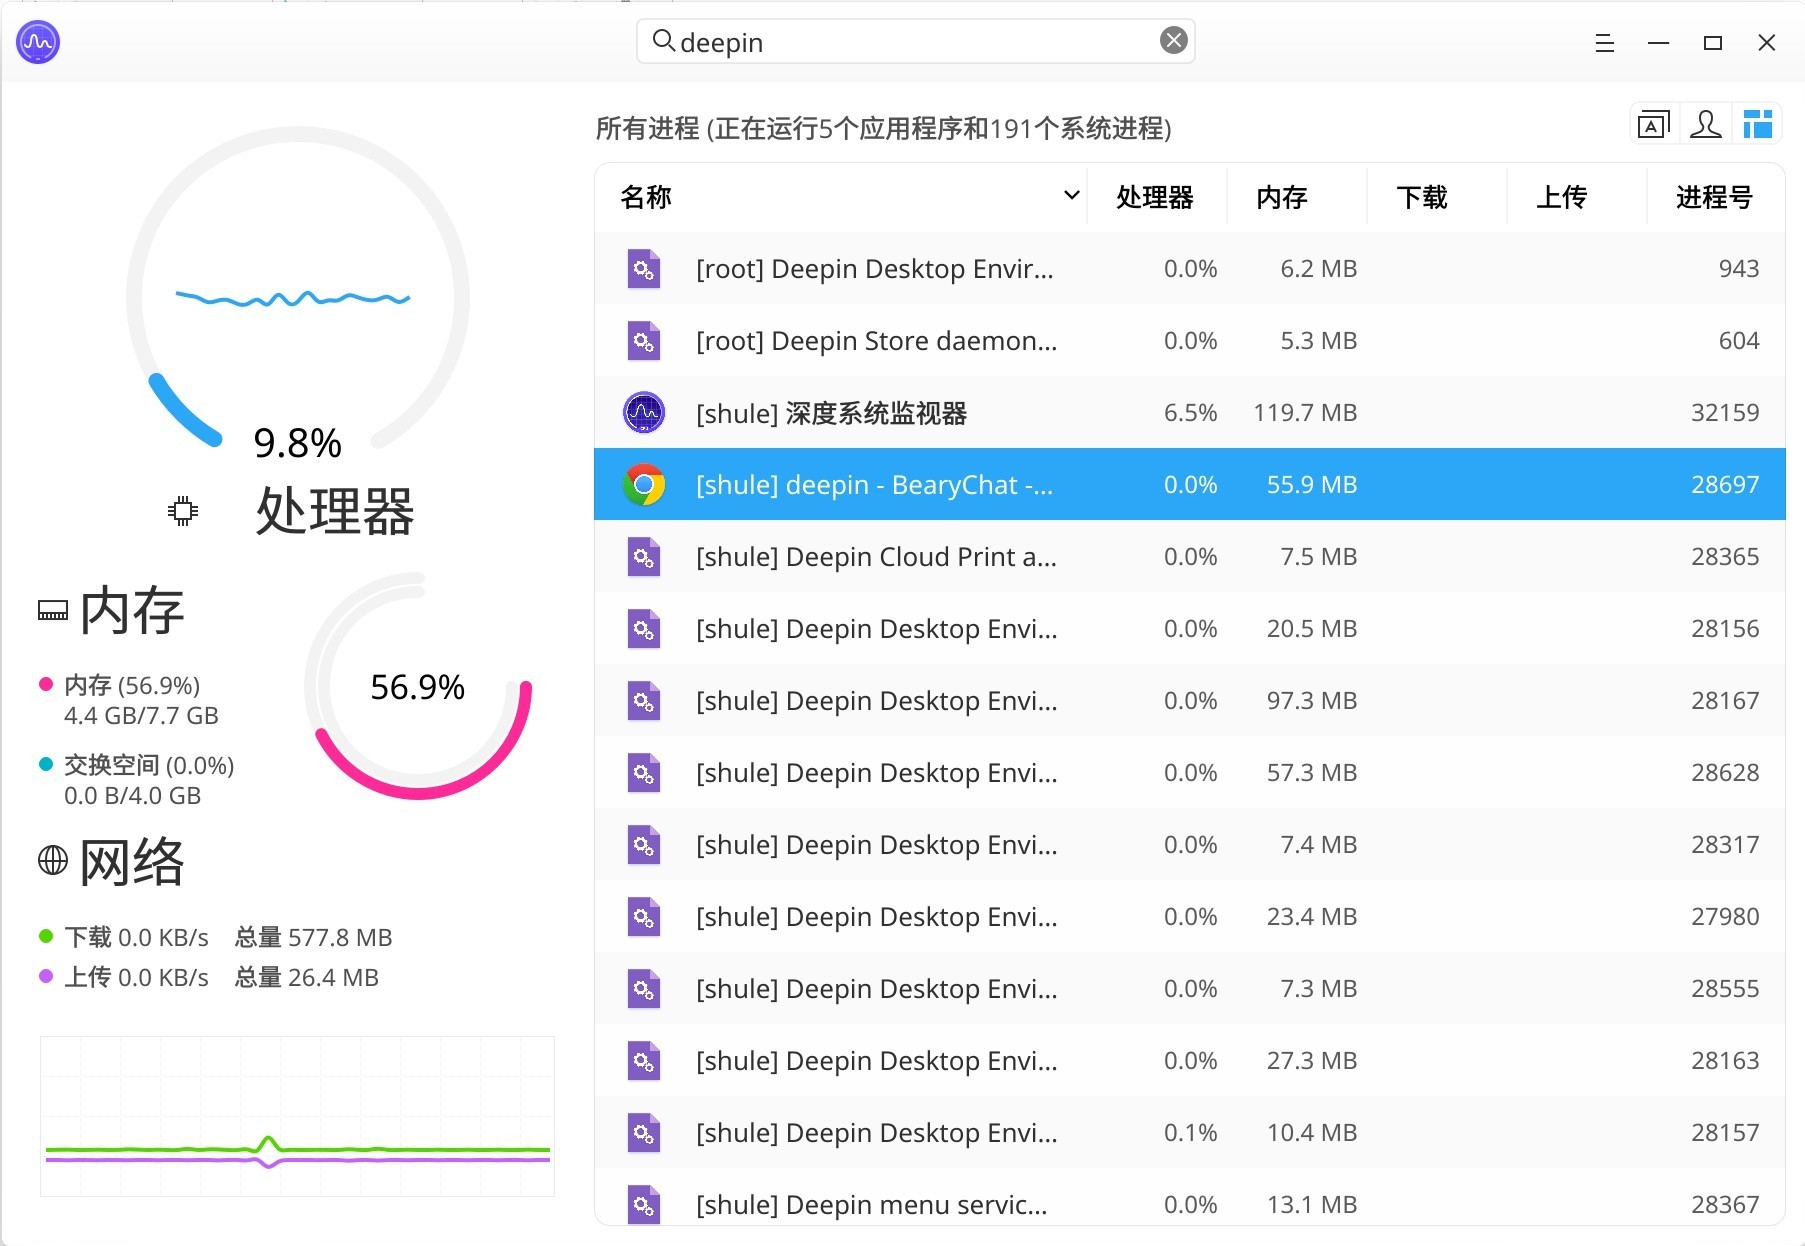 deepin
所有进程 (正在运行5个应用程序和191个系统进程)
名称 处理器 内存 下载 上传 进程号
[root] Deepin Desktop Envir... 0.0% 6.2 MB 943
[root] Deepin Store daemon... 0.0% 5.3 MB 604
[shule] 深度系统监视器 6.5% 119.7 MB 32159
[shule] deepin - BearyChat -... 0.0% 55.9 MB 28697
[shule] Deepin Cloud Print a... 0.0% 7.5 MB 28365
[shule] Deepin Desktop Envi... 0.0% 20.5 MB 28156
[shule] Deepin Desktop Envi... 0.0% 97.3 MB 28167
[shule] Deepin Desktop Envi... 0.0% 57.3 MB 28628
[shule] Deepin Desktop Envi... 0.0% 7.4 MB 28317
[shule] Deepin Desktop Envi... 0.0% 23.4 MB 27980
[shule] Deepin Desktop Envi... 0.0% 7.3 MB 28555
[shule] Deepin Desktop Envi... 0.0% 27.3 MB 28163
[shule] Deepin Desktop Envi... 0.1% 10.4 MB 28157
[shule] Deepin menu servic... 0.0% 13.1 MB 28367
9.8%
处理器
内存
内存 (56.9%)
4.4 GB/7.7 GB
56.9%
交换空间 (0.0%)
0.0 B/4.0 GB
网络
下载 0.0 KB/s 总量 577.8 MB
上传 0.0 KB/s 总量 26.4 MB